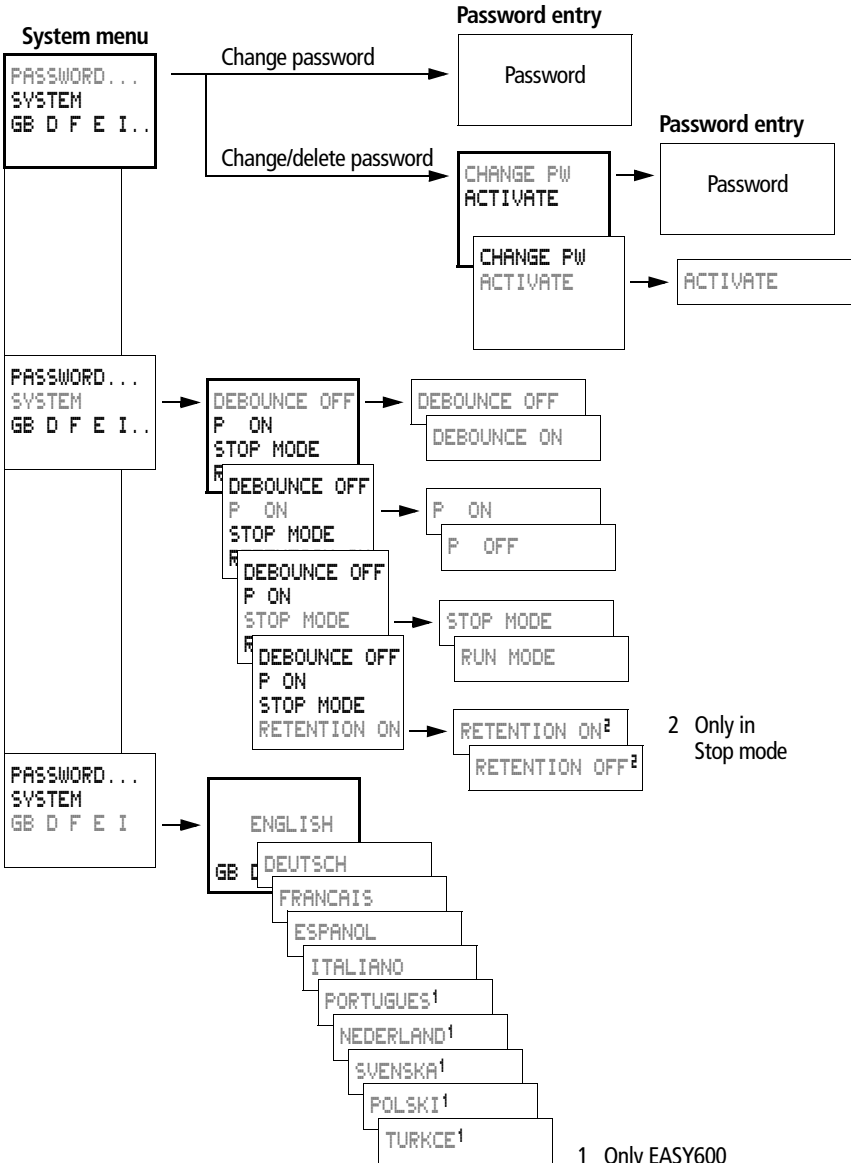 Password entry
System menu
PASSWORD...
SYSTEM
GB D F E I..
Change password
Password
Password entry
Change/delete password
CHANGE PW
ACTIVATE
Password
CHANGE PW
ACTIVATE
ACTIVATE
PASSWORD...
SYSTEM
GB D F E I..
DEBOUNCE OFF
P ON
STOP MODE
R
DEBOUNCE OFF
DEBOUNCE ON
DEBOUNCE OFF
P ON
STOP MODE
R
P ON
P OFF
DEBOUNCE OFF
P ON
STOP MODE
R
STOP MODE
RUN MODE
DEBOUNCE OFF
P ON
STOP MODE
RETENTION ON
RETENTION ON²
RETENTION OFF²
2 Only in
Stop mode
PASSWORD...
SYSTEM
GB D F E I
ENGLISH
GB D
DEUTSCH
FRANCAIS
ESPANOL
ITALIANO
PORTUGUES¹
NEDERLAND¹
SVENSKA¹
POLSKI¹
TURKCE¹
1 Only EASY600